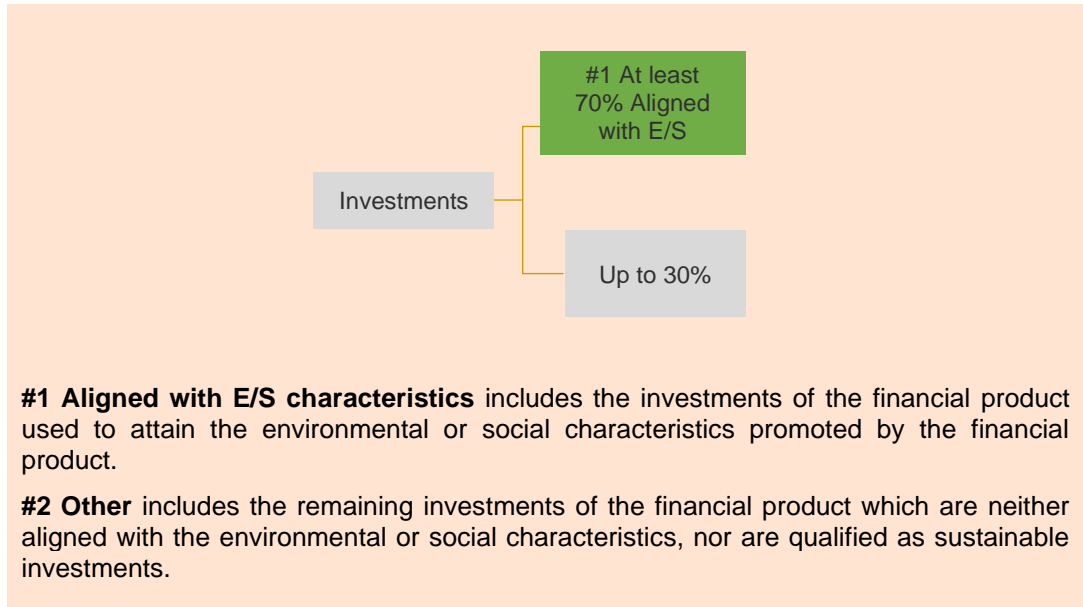 #1 At least
70% Aligned
with E/S
Investments
Up to 30%
#1 Aligned with E/S characteristics includes the investments of the financial product
used to attain the environmental or social characteristics promoted by the financial
product.
#2 Other includes the remaining investments of the financial product which are neither
aligned with the environmental or social characteristics, nor are qualified as sustainable
investments.